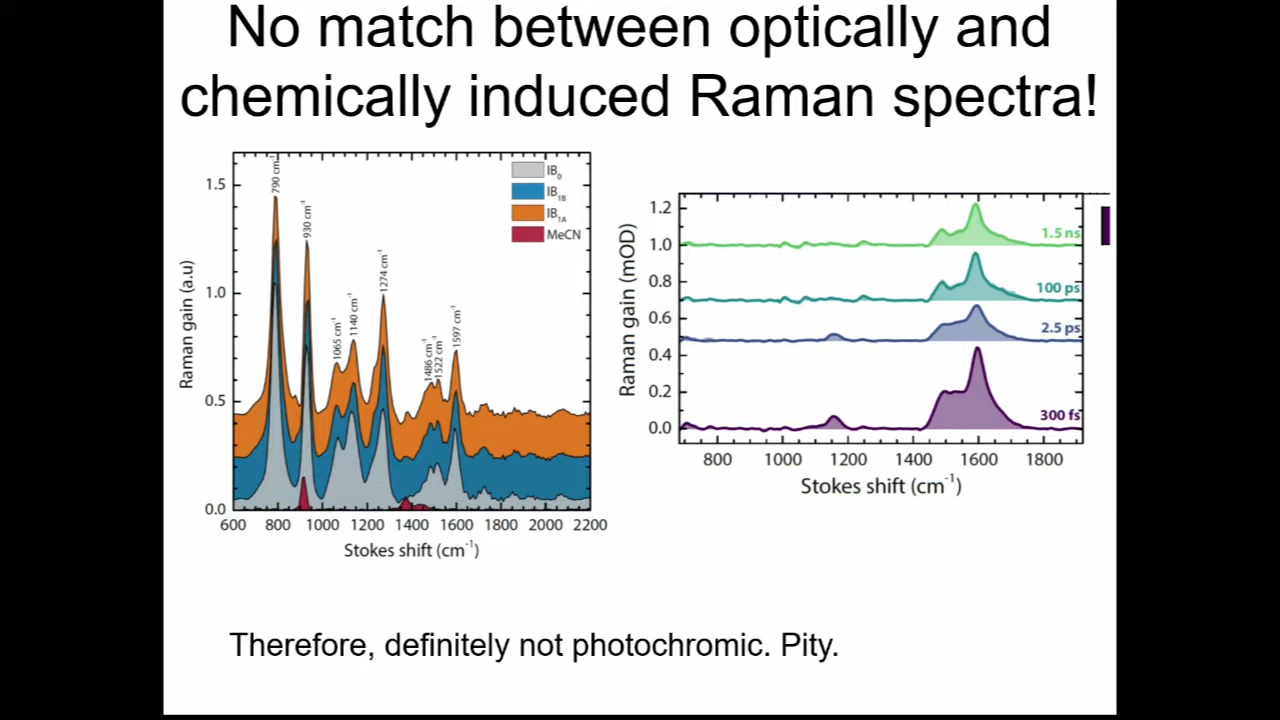 No match between optically and
chemically induced Raman spectra!
1.5
1.0
0.5
0.0
Raman gain (a.u)
790 cm⁻¹
930 cm⁻¹
1065 cm⁻¹
1140 cm⁻¹
1274 cm⁻¹
1486 cm⁻¹
1522 cm⁻¹
1597 cm⁻¹
IB₀
IB₁B
IB₁A
MeCN
600 800 1000 1200 1400 1600 1800 2000 2200
Stokes shift (cm⁻¹)
1.2
1.0
0.8
0.6
0.4
0.2
0.0
Raman gain (mOD)
1.5 ns
100 ps
2.5 ps
300 fs
800 1000 1200 1400 1600 1800
Stokes shift (cm⁻¹)
Therefore, definitely not photochromic. Pity.